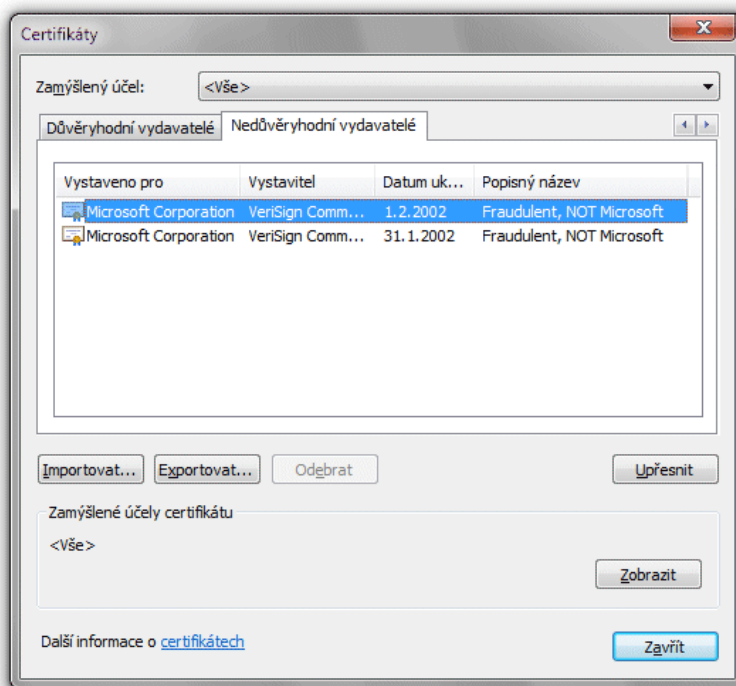 Certifikáty
Zamýšlený účel: <Vše>
Důvěryhodní vydavatelé Nedůvěryhodní vydavatelé
Vystaveno pro Vystavitel Datum uk... Popisný název
Microsoft Corporation VeriSign Comm... 1.2.2002 Fraudulent, NOT Microsoft
Microsoft Corporation VeriSign Comm... 31.1.2002 Fraudulent, NOT Microsoft
Importovat... Exportovat... Odebrat Upřesnit
Zamýšlené účely certifikátu
<Vše>
Zobrazit
Další informace o certifikátech
Zavřít